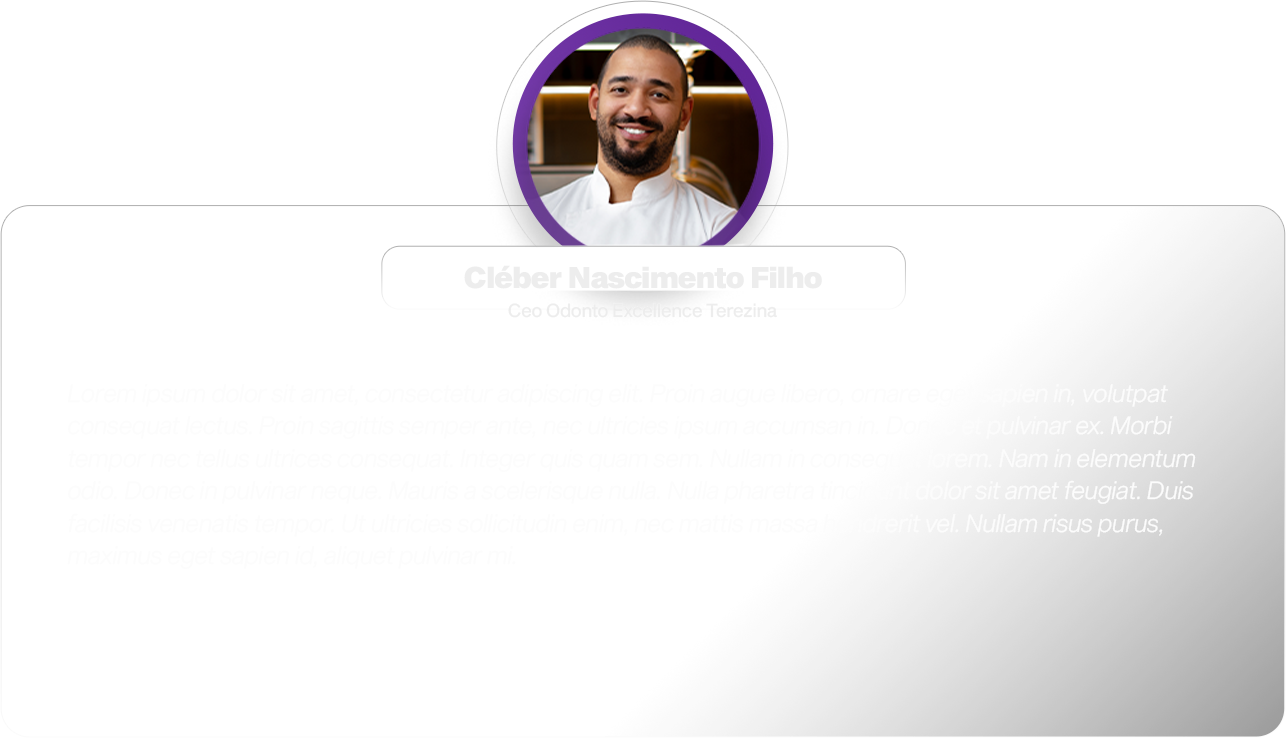 Cléber Nascimento Filho
Ceo Odonto Excellence Terezina
Lorem ipsum dolor sit amet, consectetur adipiscing elit. Proin augue libero, ornare eget sapien in, volutpat
consequat lectus. Proin sagittis semper ante, nec ultricies ipsum accumsan in. Donec et pulvinar ex. Morbi
tempor nec tellus ultrices consequat. Integer quis quam sem. Nullam in consequat lorem. Nam in elementum
odio. Donec in pulvinar neque. Mauris a scelerisque nulla. Nulla pharetra tincidunt dolor sit amet feugiat. Duis
facilisis venenatis tempor. Ut ultricies sollicitudin enim, nec mattis massa hendrerit vel. Nullam risus purus,
maximus eget sapien id, aliquet pulvinar mi.